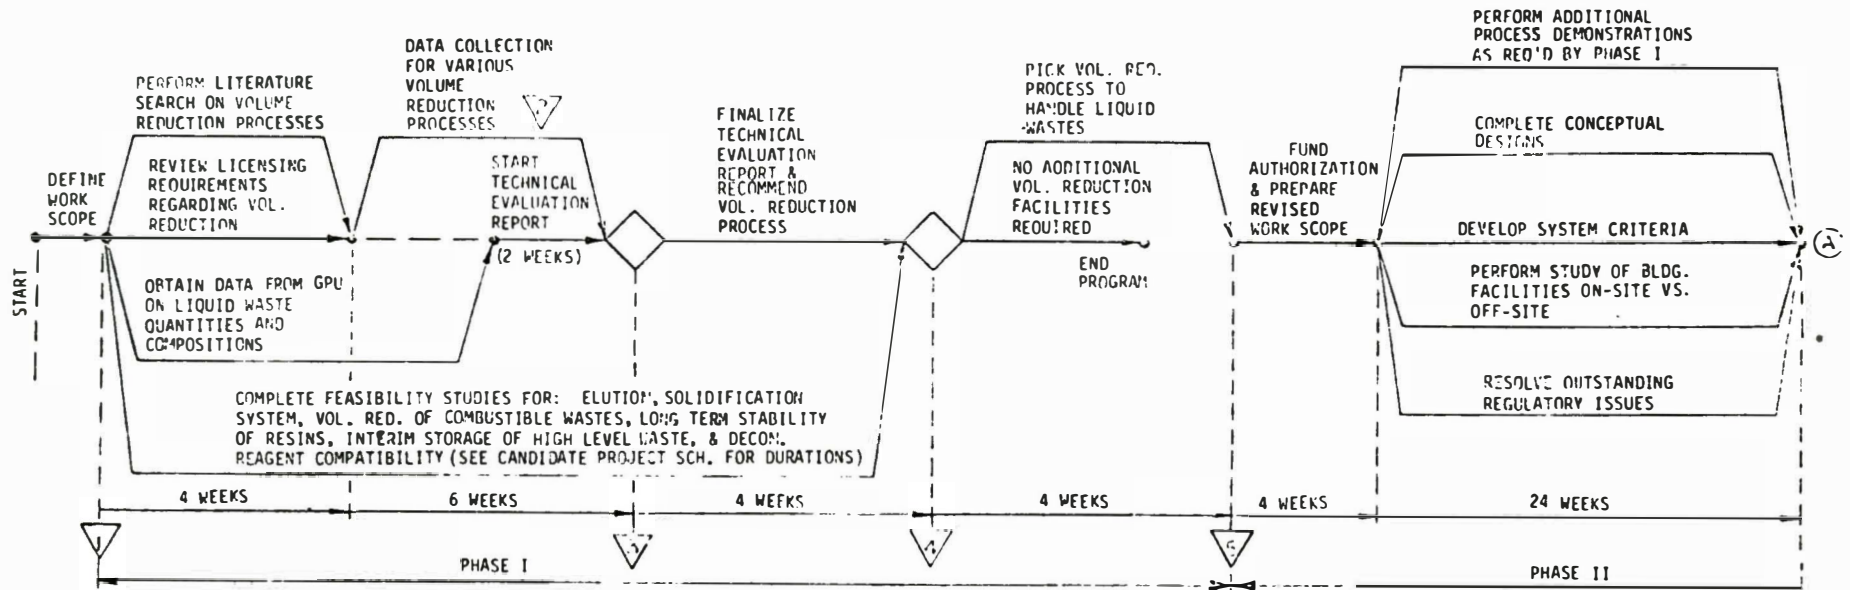 START
DEFINE
WORK
SCOPE
PERFORM LITERATURE
SEARCH ON VOLUME
REDUCTION PROCESSES
REVIEW LICENSING
REQUIREMENTS
REGARDING VOL.
REDUCTION
OBTAIN DATA FROM GPU
ON LIQUID WASTE
QUANTITIES AND
COMPOSITIONS
DATA COLLECTION
FOR VARIOUS
VOLUME
REDUCTION
PROCESSES
2
START
TECHNICAL
EVALUATION
REPORT
(2 WEEKS)
COMPLETE FEASIBILITY STUDIES FOR: ELUTION, SOLIDIFICATION
SYSTEM, VOL. RED. OF COMBUSTIBLE WASTES, LONG TERM STABILITY
OF RESINS, INTERIM STORAGE OF HIGH LEVEL WASTE, & DECON.
REAGENT COMPATIBILITY (SEE CANDIDATE PROJECT SCH. FOR DURATIONS)
FINALIZE
TECHNICAL
EVALUATION
REPORT &
RECOMMEND
VOL. REDUCTION
PROCESS
PICK VOL. RED.
PROCESS TO
HANDLE LIQUID
WASTES
NO ADDITIONAL
VOL. REDUCTION
FACILITIES
REQUIRED
END
PROGRAM
FUND
AUTHORIZATION
& PREPARE
REVISED
WORK SCOPE
PERFORM ADDITIONAL
PROCESS DEMONSTRATIONS
AS REQ'D BY PHASE I
COMPLETE CONCEPTUAL
DESIGNS
DEVELOP SYSTEM CRITERIA
A
PERFORM STUDY OF BLDG.
FACILITIES ON-SITE VS.
OFF-SITE
RESOLVE OUTSTANDING
REGULATORY ISSUES
4 WEEKS
6 WEEKS
4 WEEKS
4 WEEKS
4 WEEKS
24 WEEKS
1
3
4
5
PHASE I
PHASE II